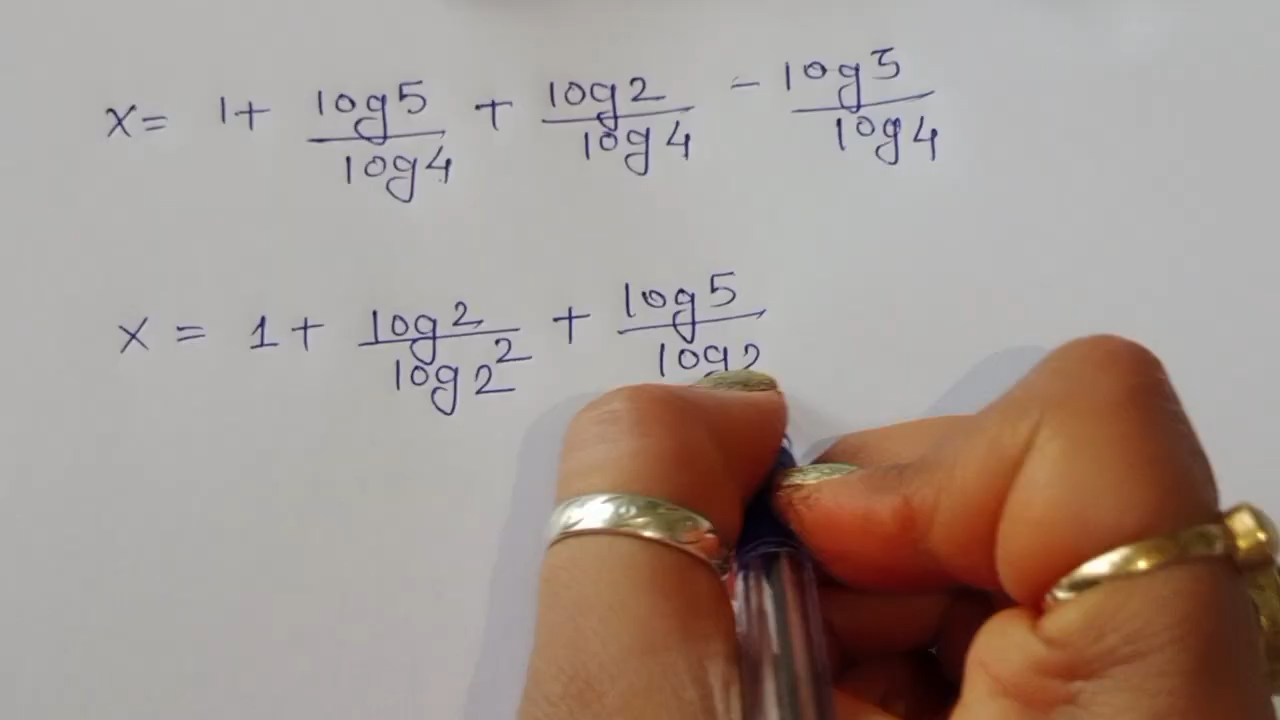 x = 1 + log5/log4 + log2/log4 - log3/log4
x = 1 + log2/log2² + log5/log2